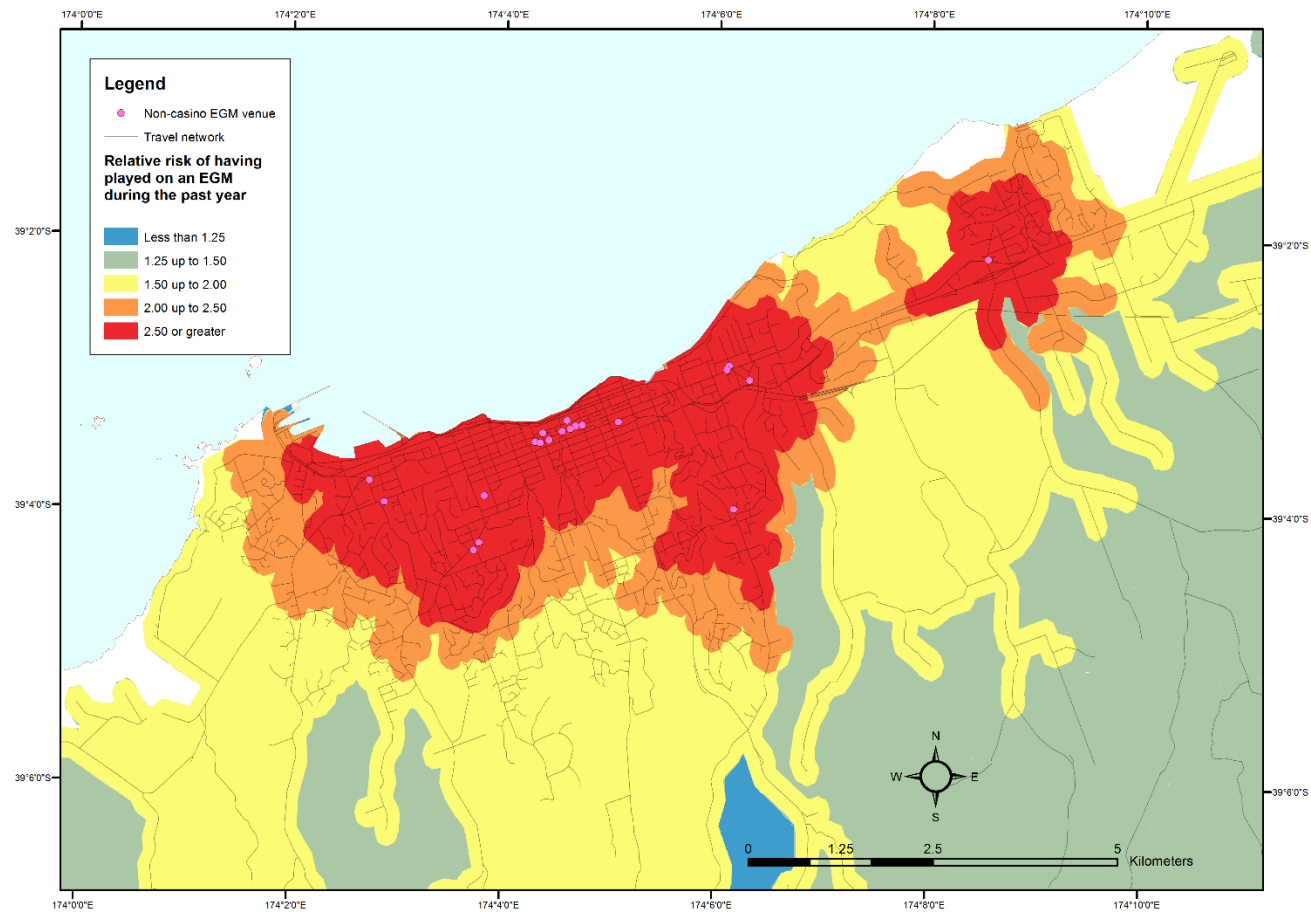 174°0'0"E 174°2'0"E 174°4'0"E 174°6'0"E 174°8'0"E 174°10'0"E
Legend
Non-casino EGM venue
Travel network
Relative risk of having
played on an EGM
during the past year
Less than 1.25
1.25 up to 1.50
1.50 up to 2.00
2.00 up to 2.50
2.50 or greater
39°2'0"S 39°2'0"S
39°4'0"S 39°4'0"S
39°6'0"S 39°6'0"S
N
W E
S
0 1.25 2.5 5
Kilometers
174°0'0"E 174°2'0"E 174°4'0"E 174°6'0"E 174°8'0"E 174°10'0"E